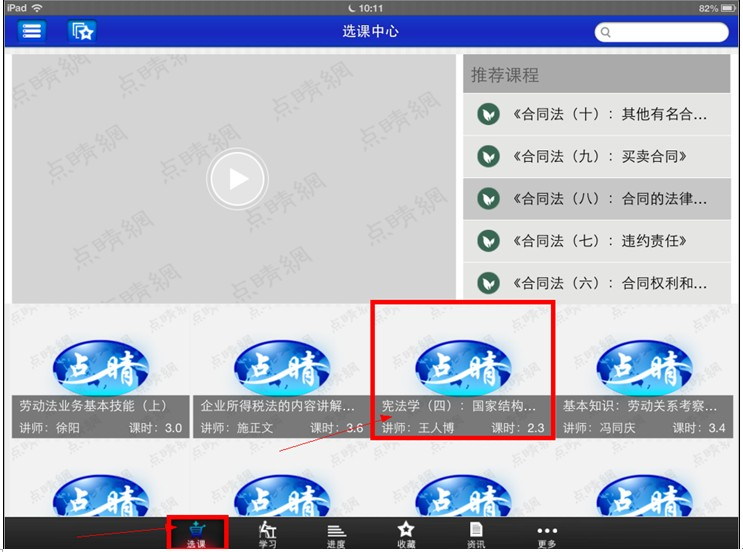 iPad
10:11
82%
选课中心
点睛網
推荐课程
《合同法（十）：其他有名合...
《合同法（九）：买卖合同》
《合同法（八）：合同的法律...
《合同法（七）：违约责任》
《合同法（六）：合同权利和...
点睛
点睛
点睛
点睛
劳动法业务基本技能（上）
讲师：徐阳 课时：3.0
企业所得税法的内容讲解...
讲师：施正文 课时：3.6
宪法学（四）：国家结构...
讲师：王人博 课时：2.3
基本知识：劳动关系考察...
讲师：冯同庆 课时：3.4
点睛
点睛
点睛
点睛
选课
学习
进度
收藏
资讯
更多